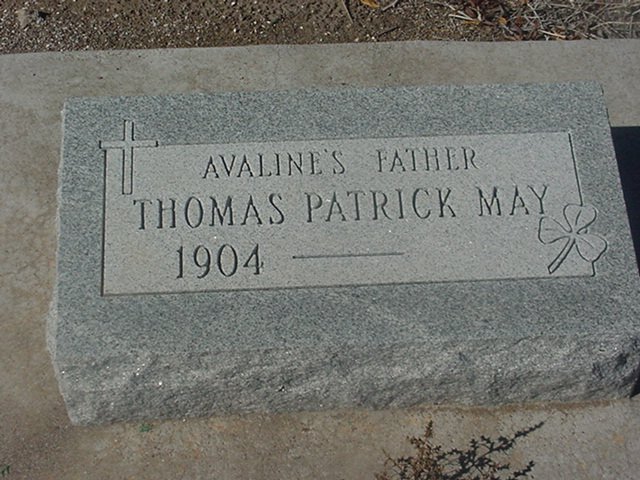 AVALINE'S FATHER
THOMAS PATRICK MAY
1904 ——